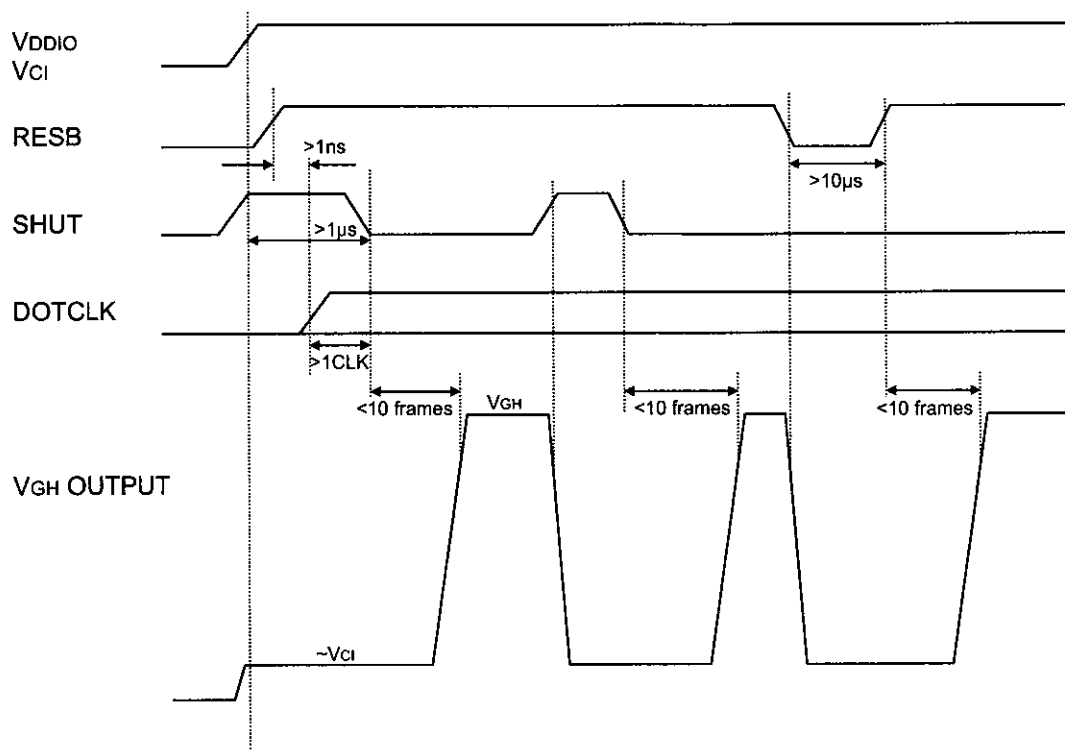 VDDIO
VCI
RESB
>1ns
>10µs
SHUT
>1µs
DOTCLK
>1CLK
<10 frames
VGH
<10 frames
<10 frames
VGH OUTPUT
~VCI